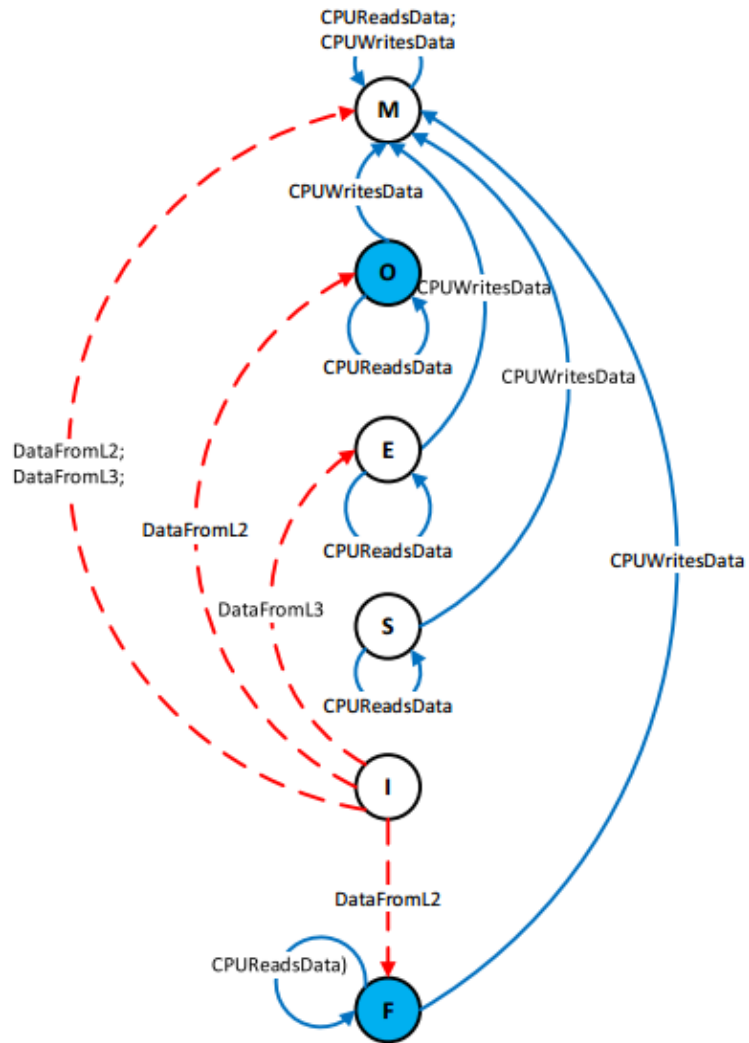 CPUReadsData;
CPUWritesData
M
CPUWritesData
O
CPUWritesData
CPUReadsData
CPUWritesData
DataFromL2;
DataFromL3;
E
DataFromL2
CPUReadsData
CPUWritesData
DataFromL3
S
CPUReadsData
I
DataFromL2
CPUReadsData)
F